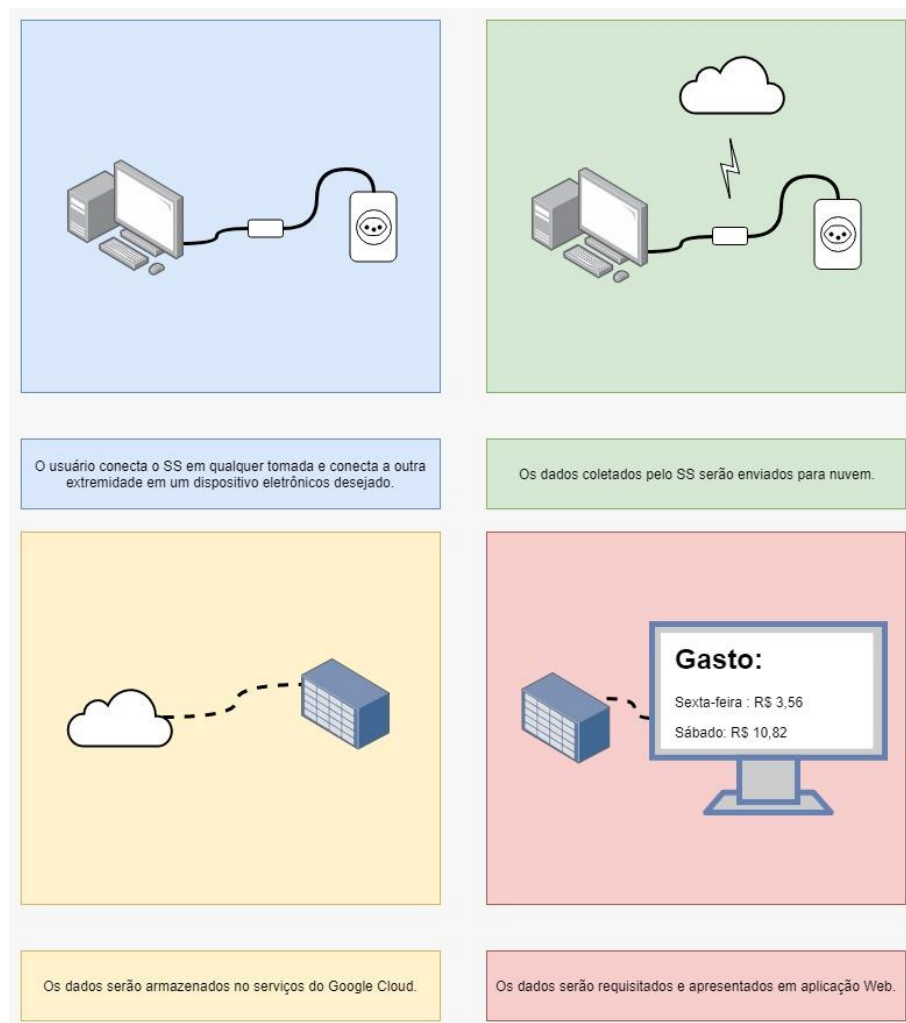 O usuário conecta o SS em qualquer tomada e conecta a outra
extremidade em um dispositivo eletrônicos desejado.
Os dados coletados pelo SS serão enviados para nuvem.
Gasto:
Sexta-feira : R$ 3,56
Sábado: R$ 10,82
Os dados serão armazenados no serviços do Google Cloud.
Os dados serão requisitados e apresentados em aplicação Web.